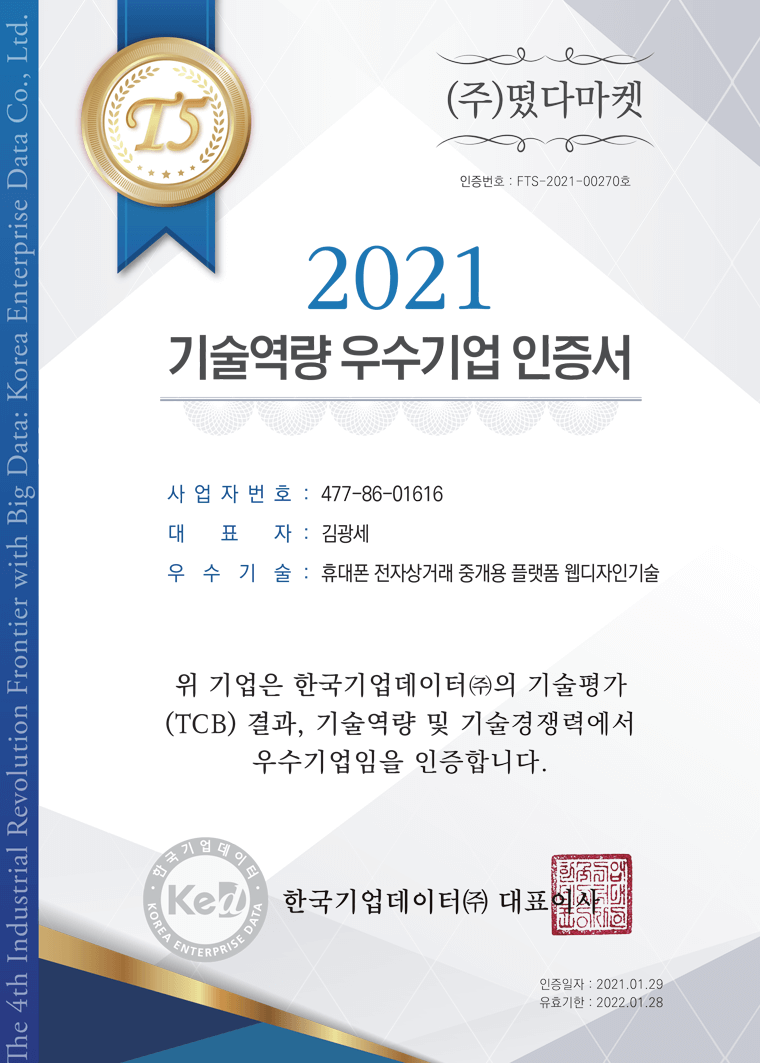 The 4th Industrial Revolution Frontier with Big Data: Korea Enterprise Data Co., Ltd.
T5
(주)떴다마켓
인증번호 : FTS-2021-00270호
2021
기술역량 우수기업 인증서
사업자번호 : 477-86-01616
대표자 : 김광세
우수기술 : 휴대폰 전자상거래 중개용 플랫폼 웹디자인기술
위 기업은 한국기업데이터㈜의 기술평가
(TCB) 결과, 기술역량 및 기술경쟁력에서
우수기업임을 인증합니다.
한국기업데이터
Ked
KOREA ENTERPRISE DATA
한국기업데이터㈜ 대표이사
인증일자 : 2021.01.29
유효기한 : 2022.01.28